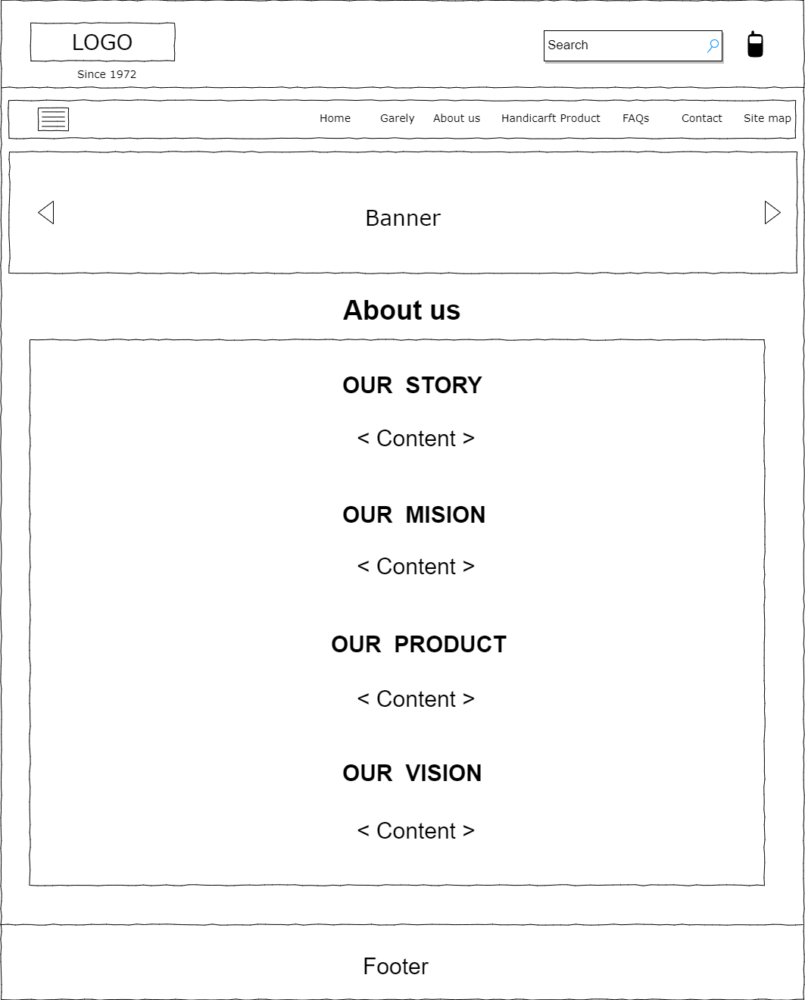 LOGO
Search
Since 1972
Home Garely About us Handicarft Product FAQs Contact Site map
Banner
About us
OUR STORY
< Content >
OUR MISION
< Content >
OUR PRODUCT
< Content >
OUR VISION
< Content >
Footer